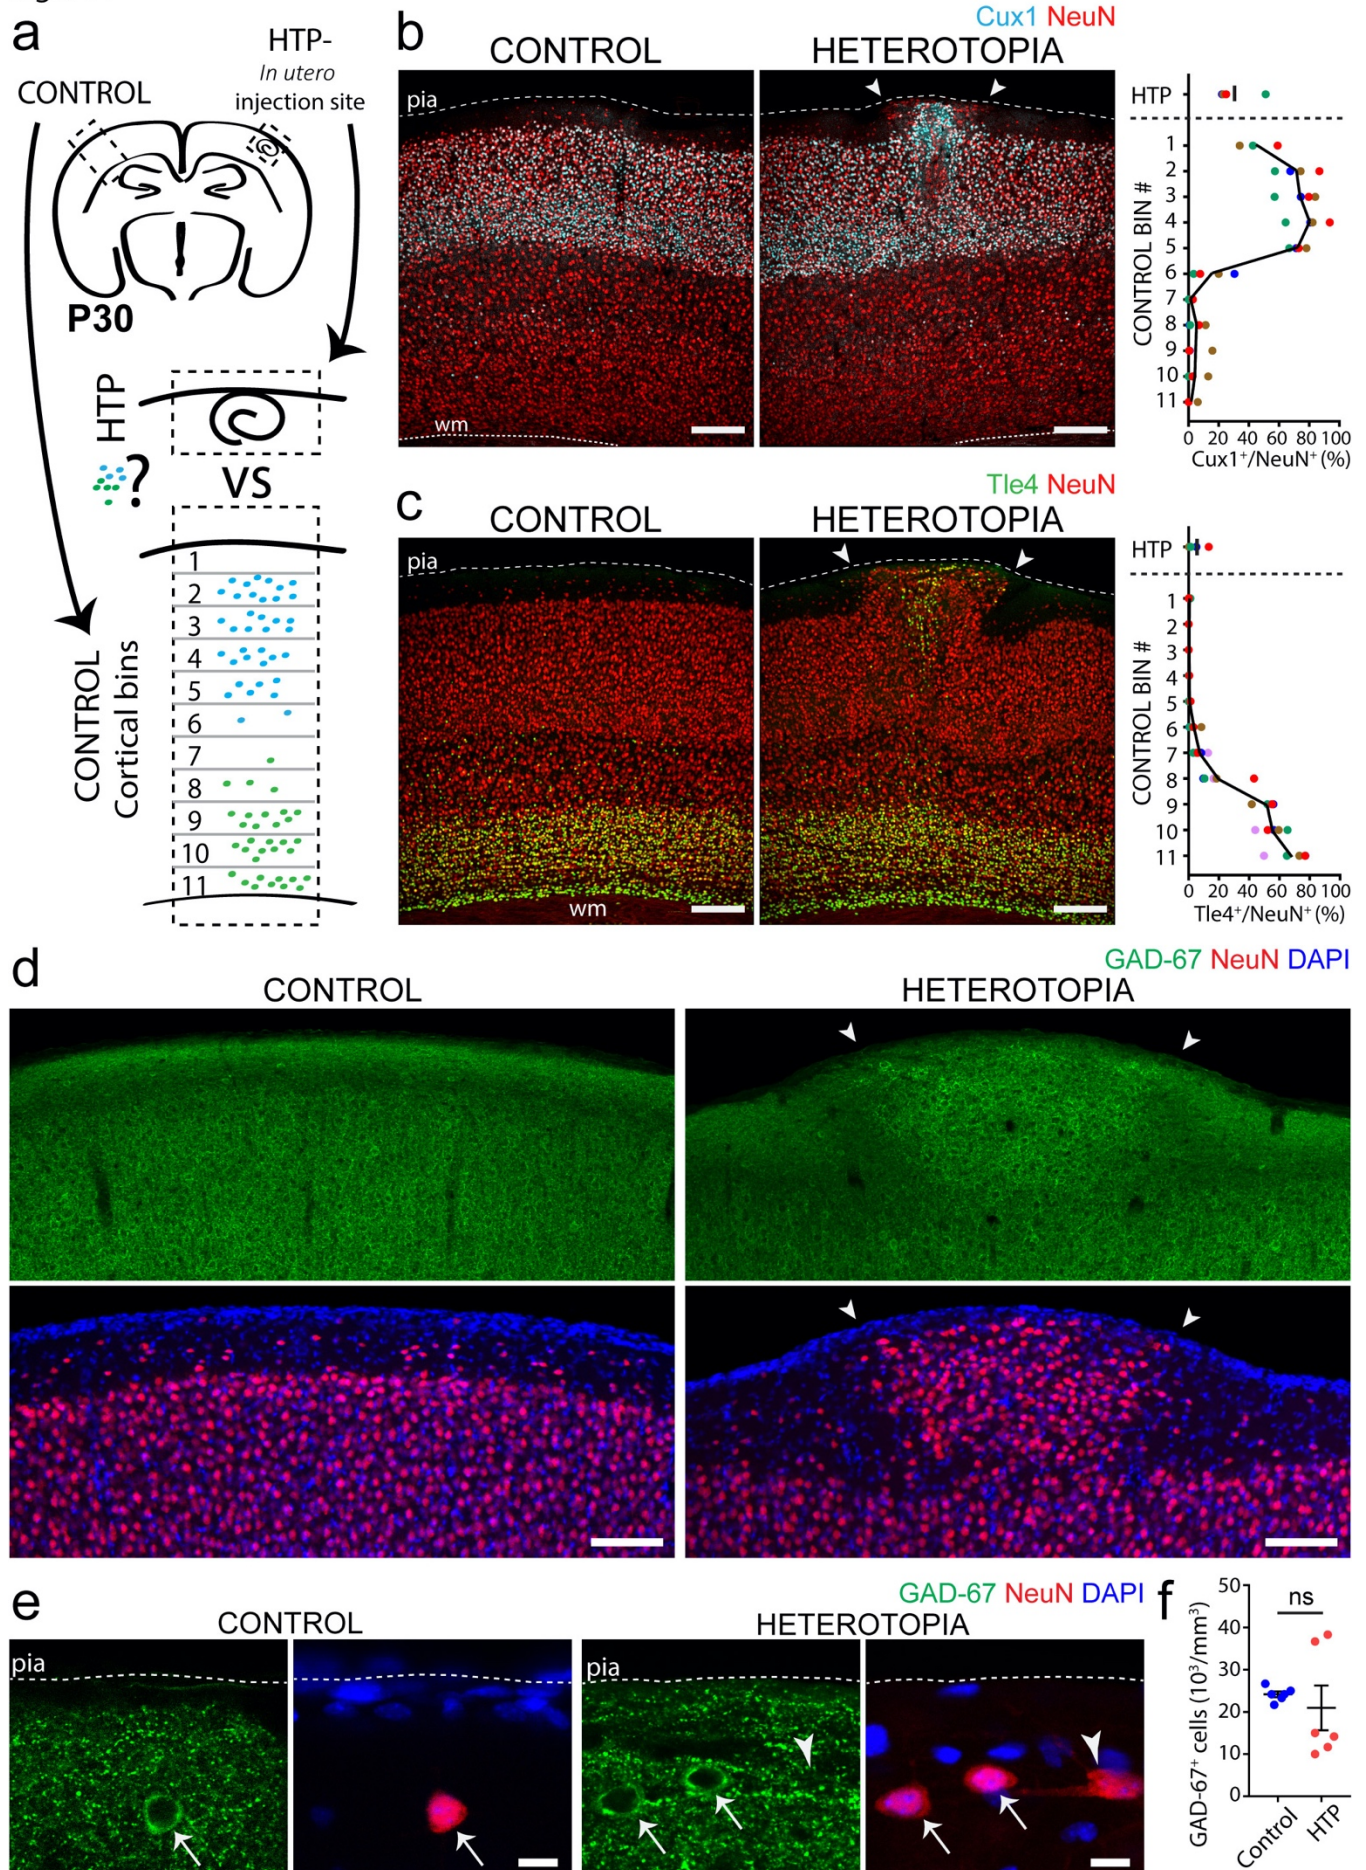 a
CONTROL
HTP-
In utero
injection site
P30
HTP
?
VS
CONTROL
Cortical bins
1
2
3
4
5
6
7
8
9
10
11
b
Cux1 NeuN
CONTROL
HETEROTOPIA
pia
wm
HTP
CONTROL BIN #
1
2
3
4
5
6
7
8
9
10
11
0 20 40 60 80 100
Cux1⁺/NeuN⁺ (%)
c
Tle4 NeuN
CONTROL
HETEROTOPIA
pia
wm
HTP
CONTROL BIN #
1
2
3
4
5
6
7
8
9
10
11
0 20 40 60 80 100
Tle4⁺/NeuN⁺ (%)
d
GAD-67 NeuN DAPI
CONTROL
HETEROTOPIA
e
GAD-67 NeuN DAPI
CONTROL
HETEROTOPIA
pia
pia
f
ns
GAD-67⁺ cells (10³/mm³)
50
40
30
20
10
0
Control
HTP